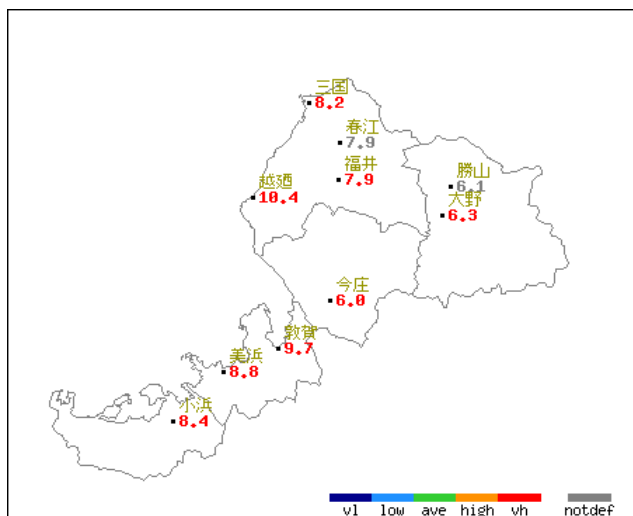 三国
8.2
春江
7.9
福井
7.9
越廼
10.4
勝山
6.1
大野
6.3
今庄
6.0
敦賀
9.7
美浜
8.8
小浜
8.4
vl low ave high vh notdef